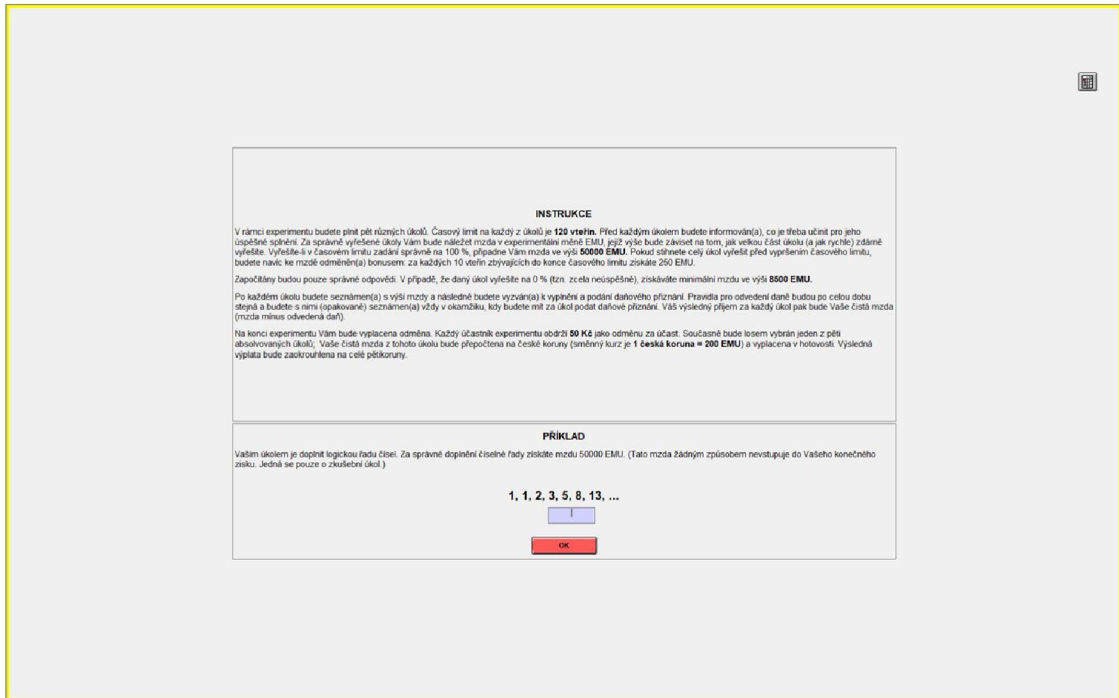 INSTRUKCE
V rámci experimentu budete plnit pět různých úkolů. Časový limit na každý z úkolů je 120 vteřin. Před každým úkolem budete informován(a), co je třeba učinit pro jeho
úspěšné splnění. Za správně vyřešené úkoly Vám bude náležet mzda v experimentální měně EMU, jejíž výše bude záviset na tom, jak velkou část úkolu (a jak rychle) zdárně
vyřešíte. Vyřešíte-li v časovém limitu zadání správně na 100 %, připadne Vám mzda ve výši 50000 EMU. Pokud stihnete celý úkol vyřešit před vypršením časového limitu,
budete navíc ke mzdě odměněn(a) bonusem: za každých 10 vteřin zbývajících do konce časového limitu získáte 250 EMU.
Započítány budou pouze správné odpovědi. V případě, že daný úkol vyřešíte na 0 % (tzn. zcela neúspěšně), získáváte minimální mzdu ve výši 8500 EMU.
Po každém úkolu budete seznámen(a) s výší mzdy a následně budete vyzván(a) k vyplnění a podání daňového přiznání. Pravidla pro odvedení daně budou po celou dobu
stejná a budete s nimi (opakovaně) seznámen(a) vždy v okamžiku, kdy budete mít za úkol podat daňové přiznání. Váš výsledný příjem za každý úkol pak bude Vaše čistá mzda
(mzda mínus odvedená daň).
Na konci experimentu Vám bude vyplacena odměna. Každý účastník experimentu obdrží 50 Kč jako odměnu za účast. Současně bude losem vybrán jeden z pěti
absolvovaných úkolů; Vaše čistá mzda z tohoto úkolu bude přepočtena na české koruny (směnný kurz je 1 česká koruna = 200 EMU) a vyplacena v hotovosti. Výsledná
výplata bude zaokrouhlena na celé pětikoruny.
PŘÍKLAD
Vaším úkolem je doplnit logickou řadu čísel. Za správné doplnění číselné řady získáte mzdu 50000 EMU. (Tato mzda žádným způsobem nevstupuje do Vašeho konečného
zisku. Jedná se pouze o zkušební úkol.)
1, 1, 2, 3, 5, 8, 13, ...
OK